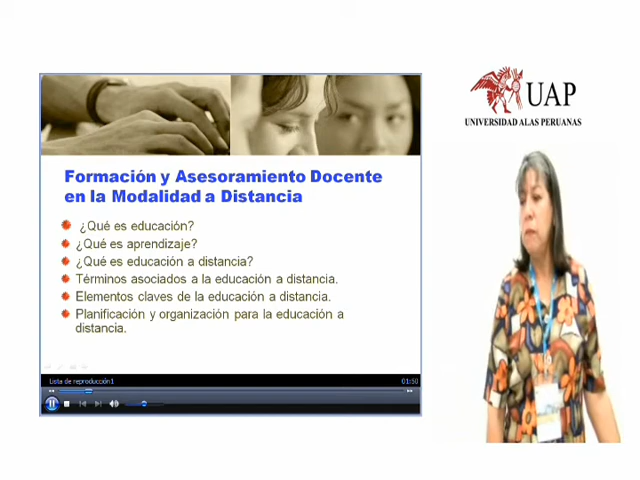 UAP
UNIVERSIDAD ALAS PERUANAS
Formación y Asesoramiento Docente
en la Modalidad a Distancia
¿Qué es educación?
¿Qué es aprendizaje?
¿Qué es educación a distancia?
Términos asociados a la educación a distancia.
Elementos claves de la educación a distancia.
Planificación y organización para la educación a
distancia.
Lista de reproducción1
01:50